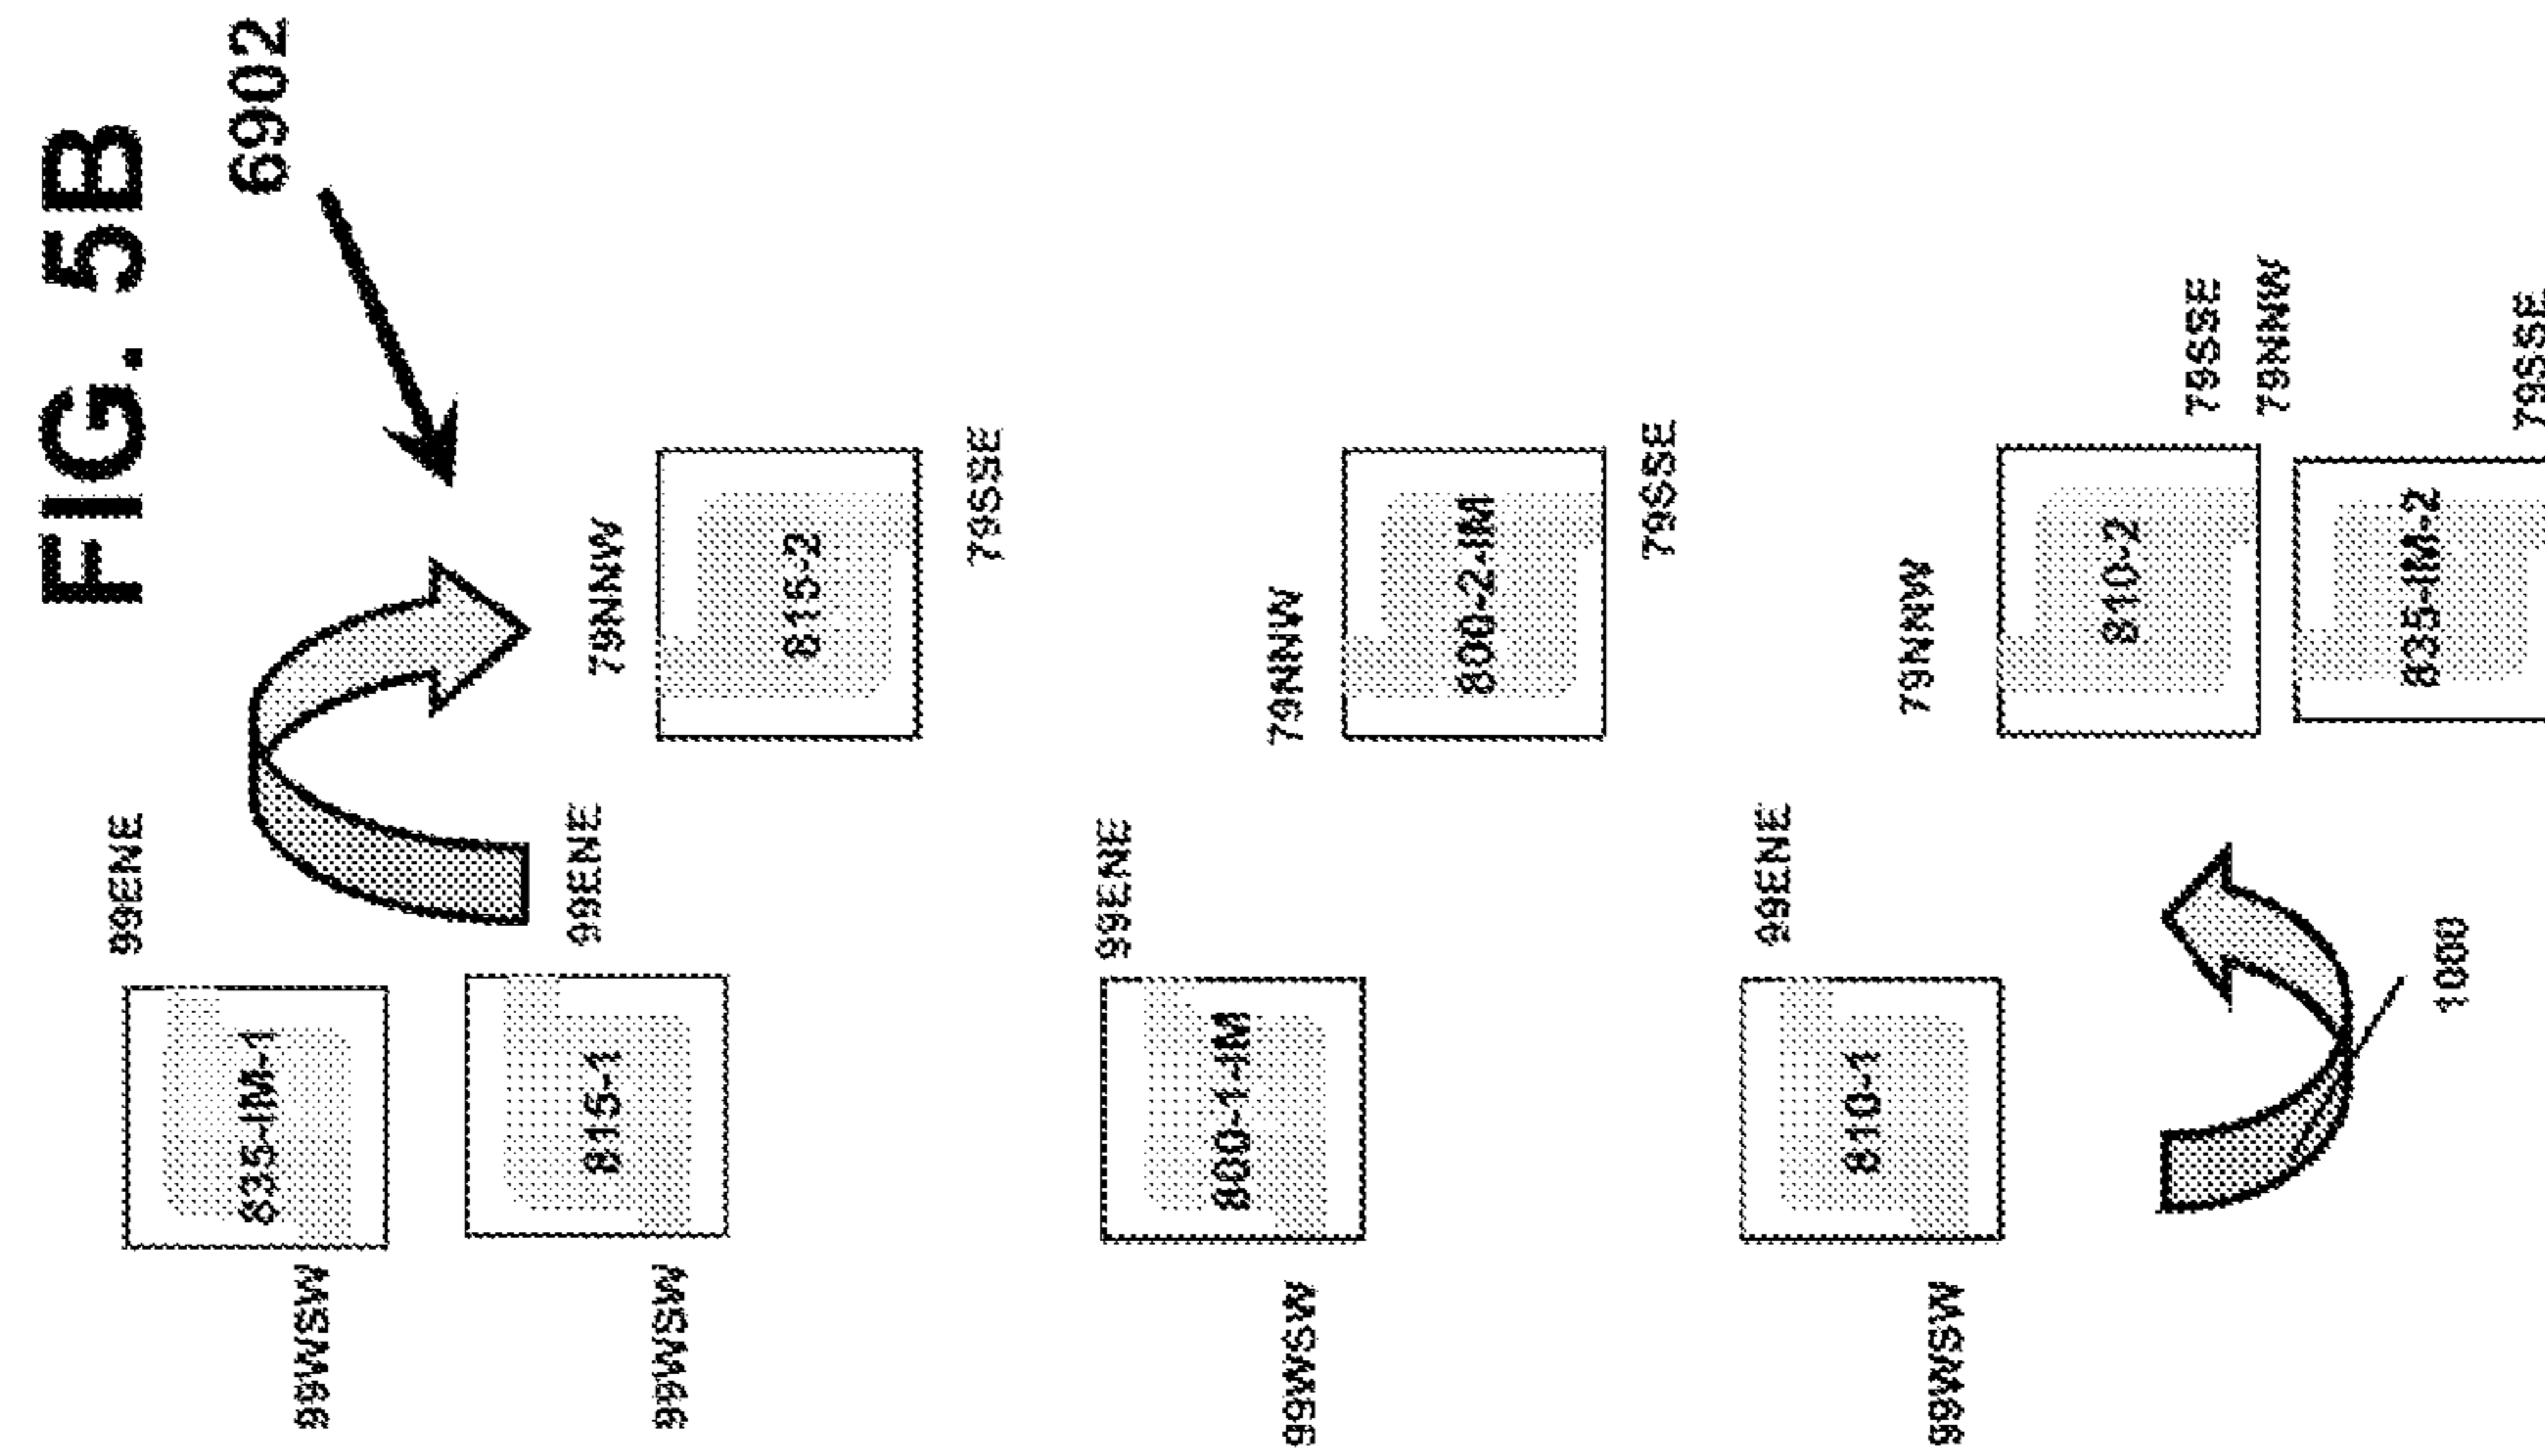 FIG. 5B
6902
99ENE
835-IM-1
99WSW
99ENE
815-1
79NNW
99WSW
815-2
79SSE
99ENE
800-1-IM
79NNW
99WSW
800-2-IM
79SSE
99ENE
810-1
79NNW
99WSW
810-2
79SSE
79NNW
835-IM-2
1000
79SSE